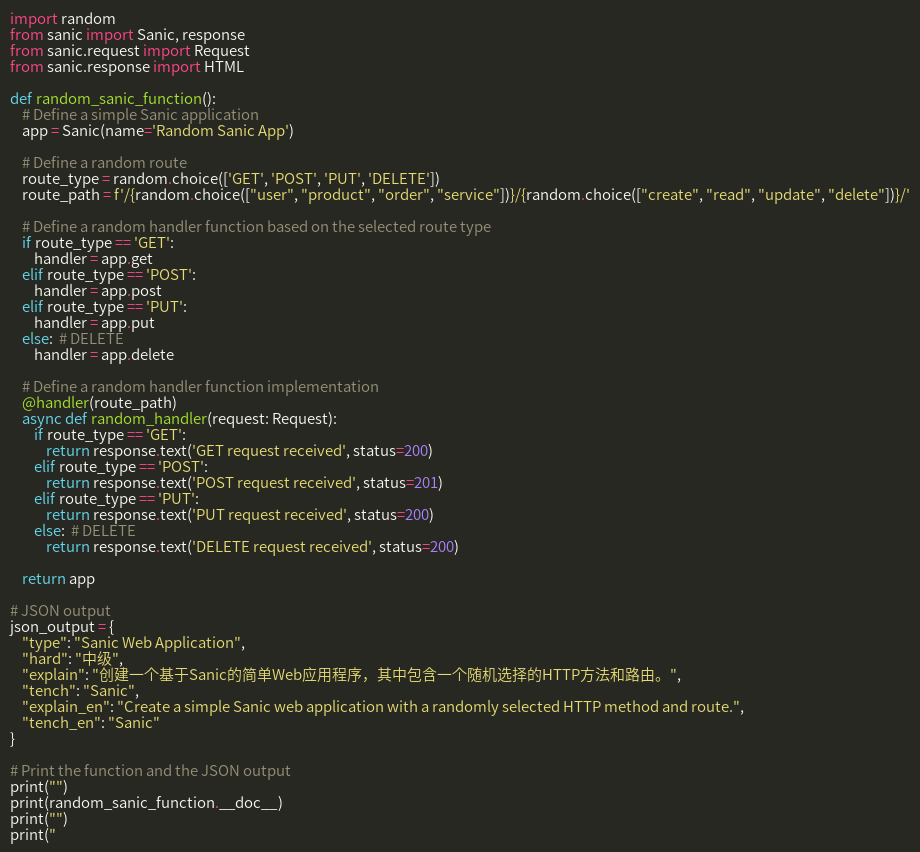 import random
from sanic import Sanic, response
from sanic.request import Request
from sanic.response import HTML

def random_sanic_function():
    # Define a simple Sanic application
    app = Sanic(name='Random Sanic App')

    # Define a random route
    route_type = random.choice(['GET', 'POST', 'PUT', 'DELETE'])
    route_path = f'/{random.choice(["user", "product", "order", "service"])}/{random.choice(["create", "read", "update", "delete"])}/'

    # Define a random handler function based on the selected route type
    if route_type == 'GET':
        handler = app.get
    elif route_type == 'POST':
        handler = app.post
    elif route_type == 'PUT':
        handler = app.put
    else:  # DELETE
        handler = app.delete

    # Define a random handler function implementation
    @handler(route_path)
    async def random_handler(request: Request):
        if route_type == 'GET':
            return response.text('GET request received', status=200)
        elif route_type == 'POST':
            return response.text('POST request received', status=201)
        elif route_type == 'PUT':
            return response.text('PUT request received', status=200)
        else:  # DELETE
            return response.text('DELETE request received', status=200)

    return app

# JSON output
json_output = {
    "type": "Sanic Web Application",
    "hard": "中级",
    "explain": "创建一个基于Sanic的简单Web应用程序，其中包含一个随机选择的HTTP方法和路由。",
    "tench": "Sanic",
    "explain_en": "Create a simple Sanic web application with a randomly selected HTTP method and route.",
    "tench_en": "Sanic"
}

# Print the function and the JSON output
print("")
print(random_sanic_function.__doc__)
print("")
print("